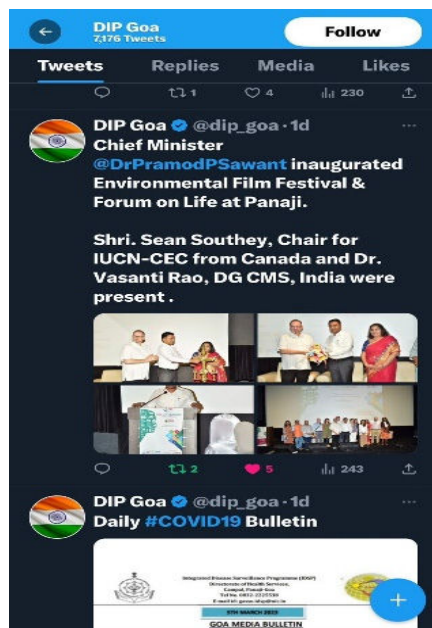 DIP Goa
7,176 Tweets
Follow
Tweets Replies Media Likes
1 4 230
DIP Goa @dip_goa · 1d
Chief Minister
@DrPramodPSawant inaugurated
Environmental Film Festival &
Forum on Life at Panaji.
Shri. Sean Southey, Chair for
IUCN-CEC from Canada and Dr.
Vasanti Rao, DG CMS, India were
present .
2 5 243
DIP Goa @dip_goa · 1d
Daily #COVID19 Bulletin
Integrated Disease Surveillance Programme (IDSP)
Directorate of Health Services,
Campal, Panaji-Goa
GOA MEDIA BULLETIN